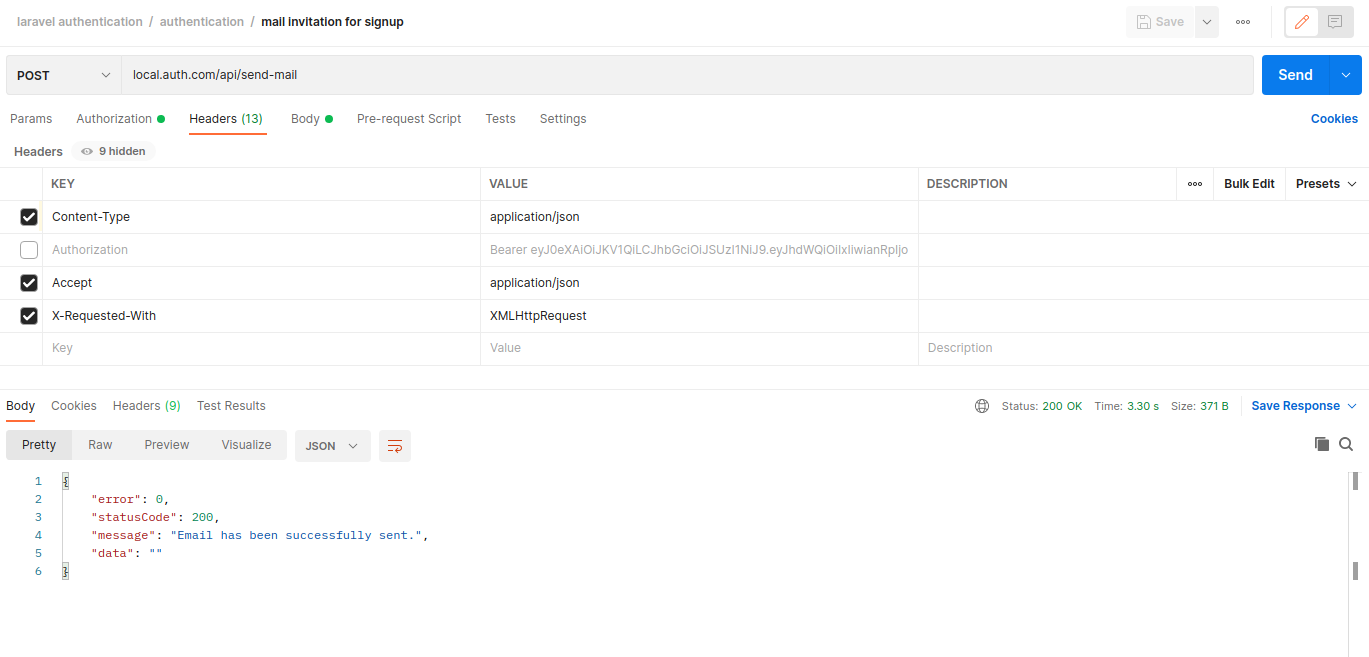 laravel authentication / authentication / mail invitation for signup Save
POST local.auth.com/api/send-mail Send
Params Authorization Headers (13) Body Pre-request Script Tests Settings Cookies
Headers 9 hidden
KEY VALUE DESCRIPTION Bulk Edit Presets
Content-Type application/json
Authorization Bearer eyJ0eXAiOiJKV1QiLCJhbGciOiJSUzI1NiJ9.eyJhdWQiOiIxIiwianRpIjo
Accept application/json
X-Requested-With XMLHttpRequest
Key Value Description
Body Cookies Headers (9) Test Results Status: 200 OK Time: 3.30 s Size: 371 B Save Response
Pretty Raw Preview Visualize JSON
1 {
2 "error": 0,
3 "statusCode": 200,
4 "message": "Email has been successfully sent.",
5 "data": ""
6 }